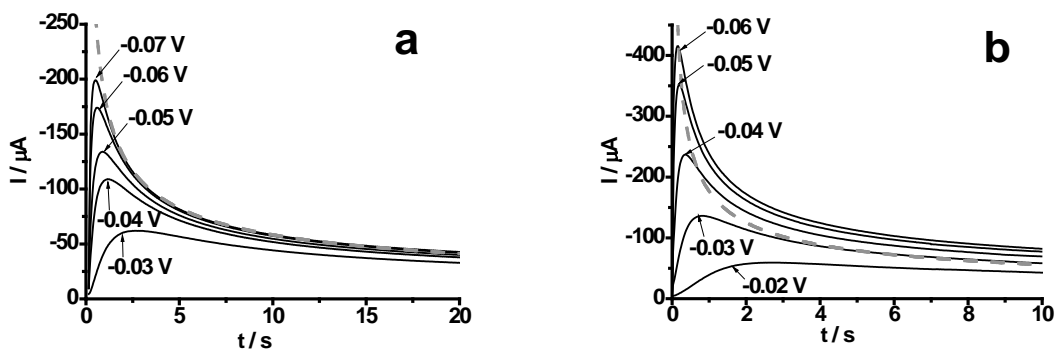 a
-250
-200
-150
-100
-50
0
I / µA
-0.07 V
-0.06 V
-0.05 V
-0.04 V
-0.03 V
0 5 10 15 20
t / s
b
-400
-300
-200
-100
0
I / µA
-0.06 V
-0.05 V
-0.04 V
-0.03 V
-0.02 V
0 2 4 6 8 10
t / s